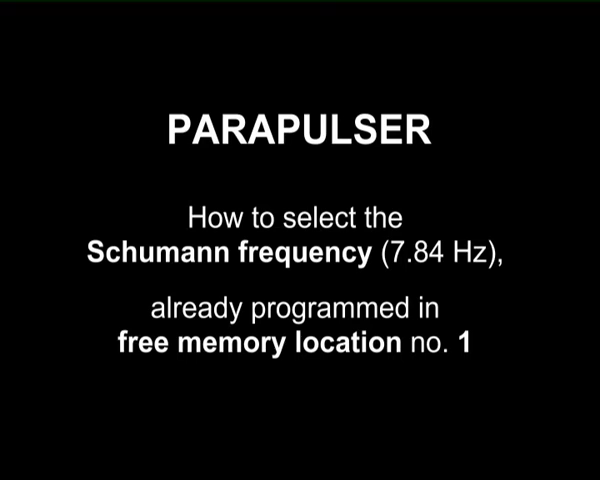 PARAPULSER
How to select the
Schumann frequency (7.84 Hz),
already programmed in
free memory location no. 1